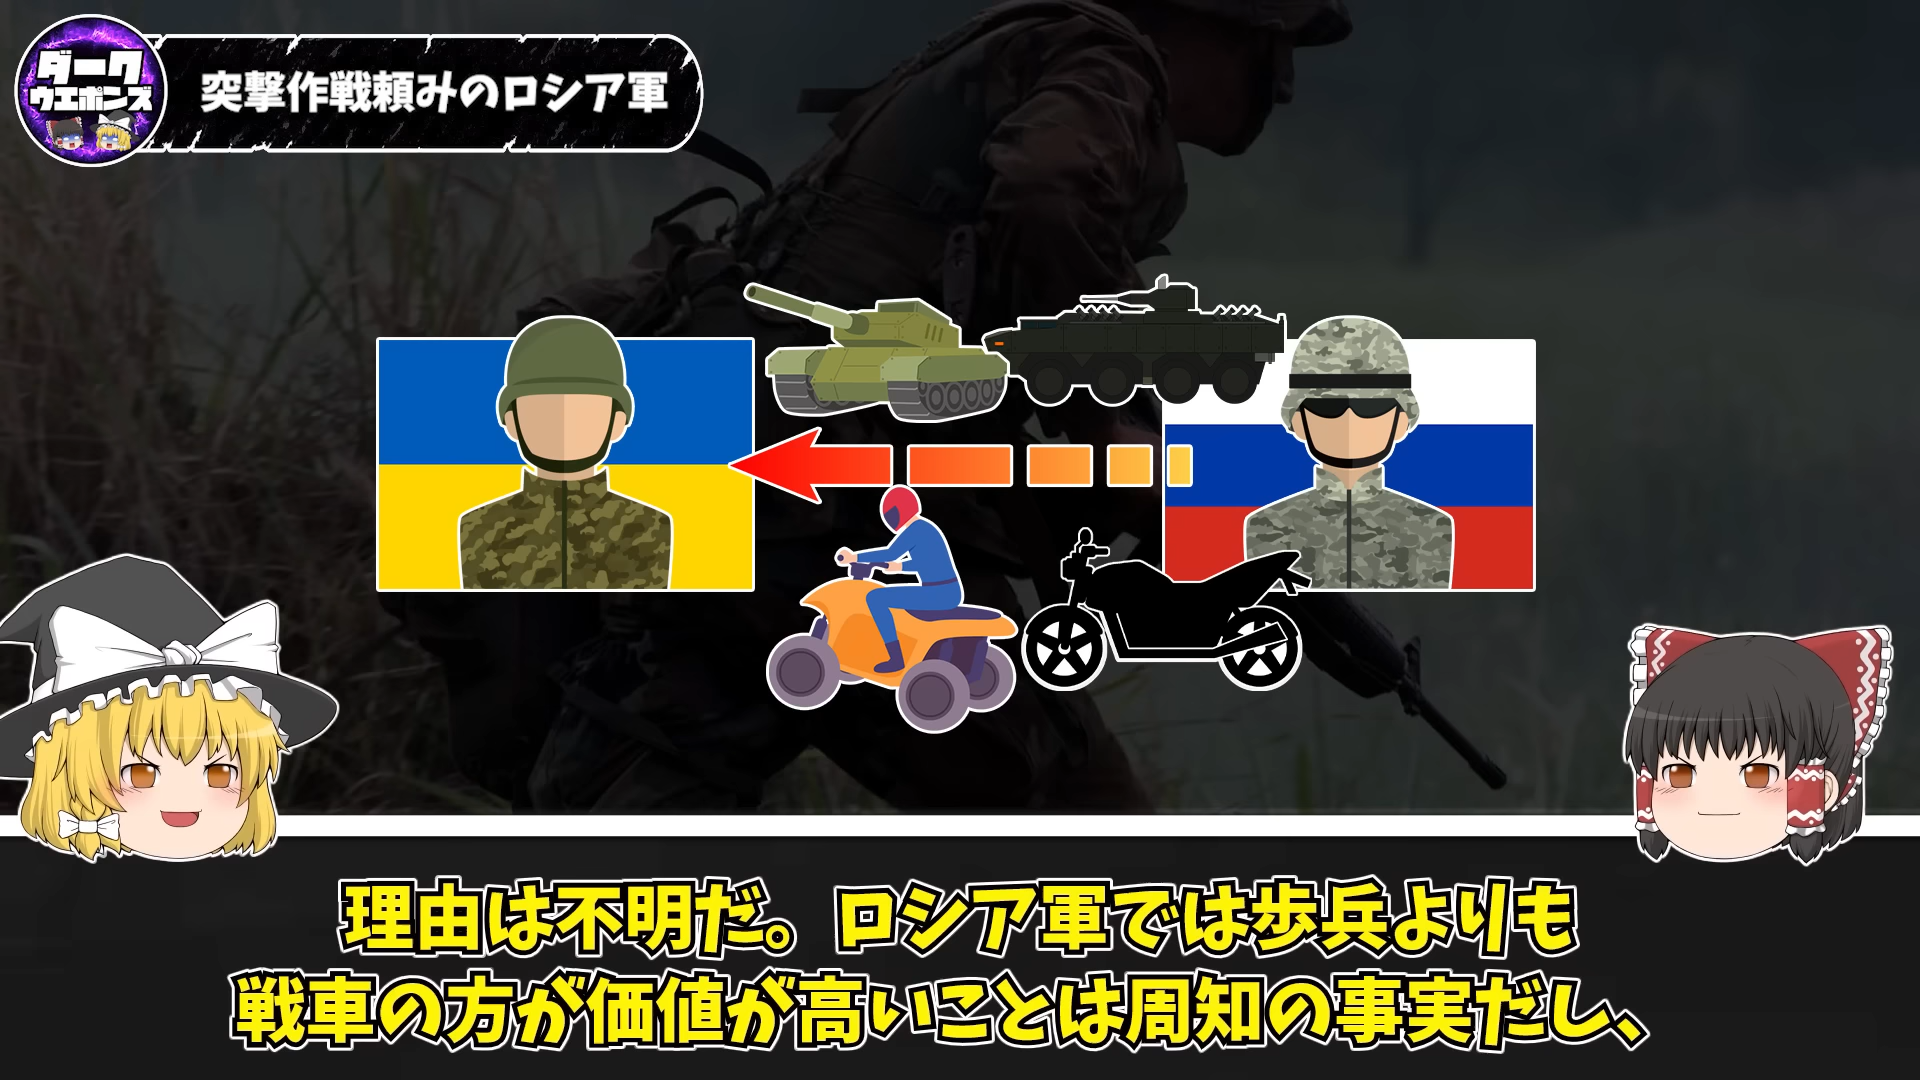 ダーク
ウエポンズ
突撃作戦頼みのロシア軍
理由は不明だ。ロシア軍では歩兵よりも
戦車の方が価値が高いことは周知の事実だし、